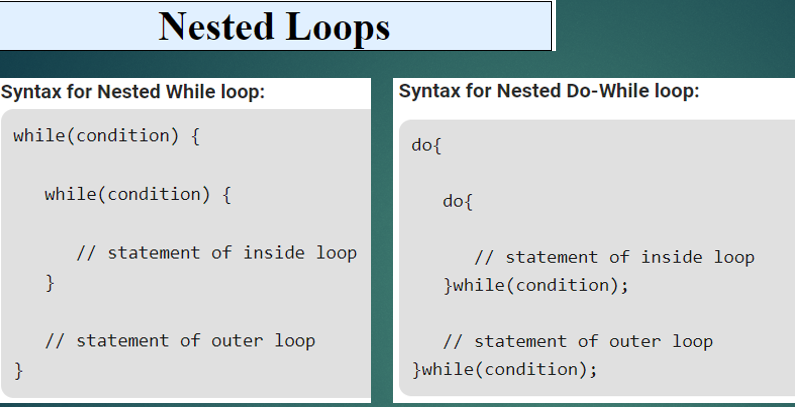 Nested Loops
Syntax for Nested While loop:
while(condition) {
while(condition) {
// statement of inside loop
}
// statement of outer loop
}
Syntax for Nested Do-While loop:
do{
do{
// statement of inside loop
}while(condition);
// statement of outer loop
}while(condition);